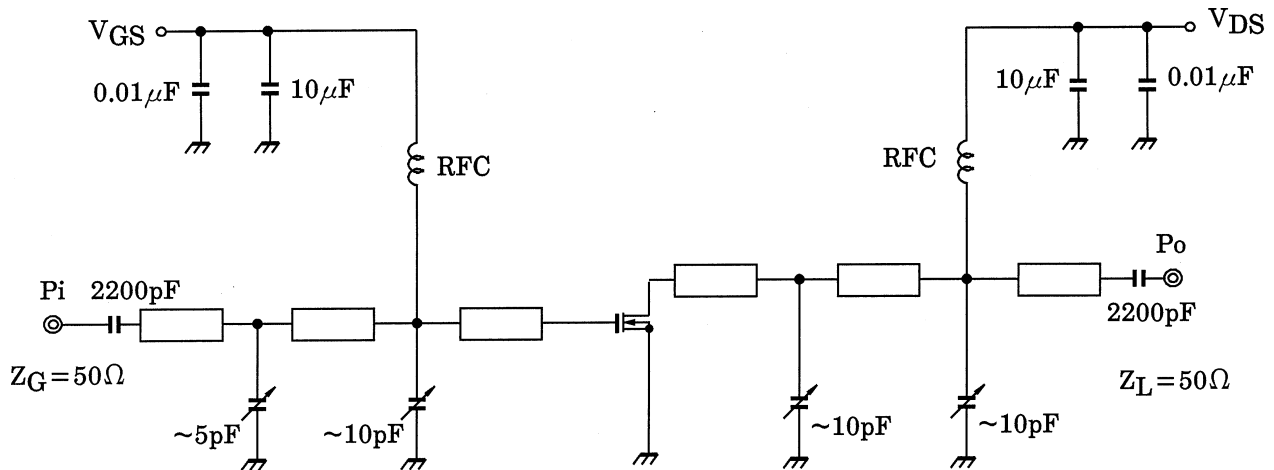 VGS
VDS
0.01μF
10μF
10μF
0.01μF
RFC
RFC
Pi
2200pF
Po
2200pF
ZG=50Ω
ZL=50Ω
~5pF
~10pF
~10pF
~10pF